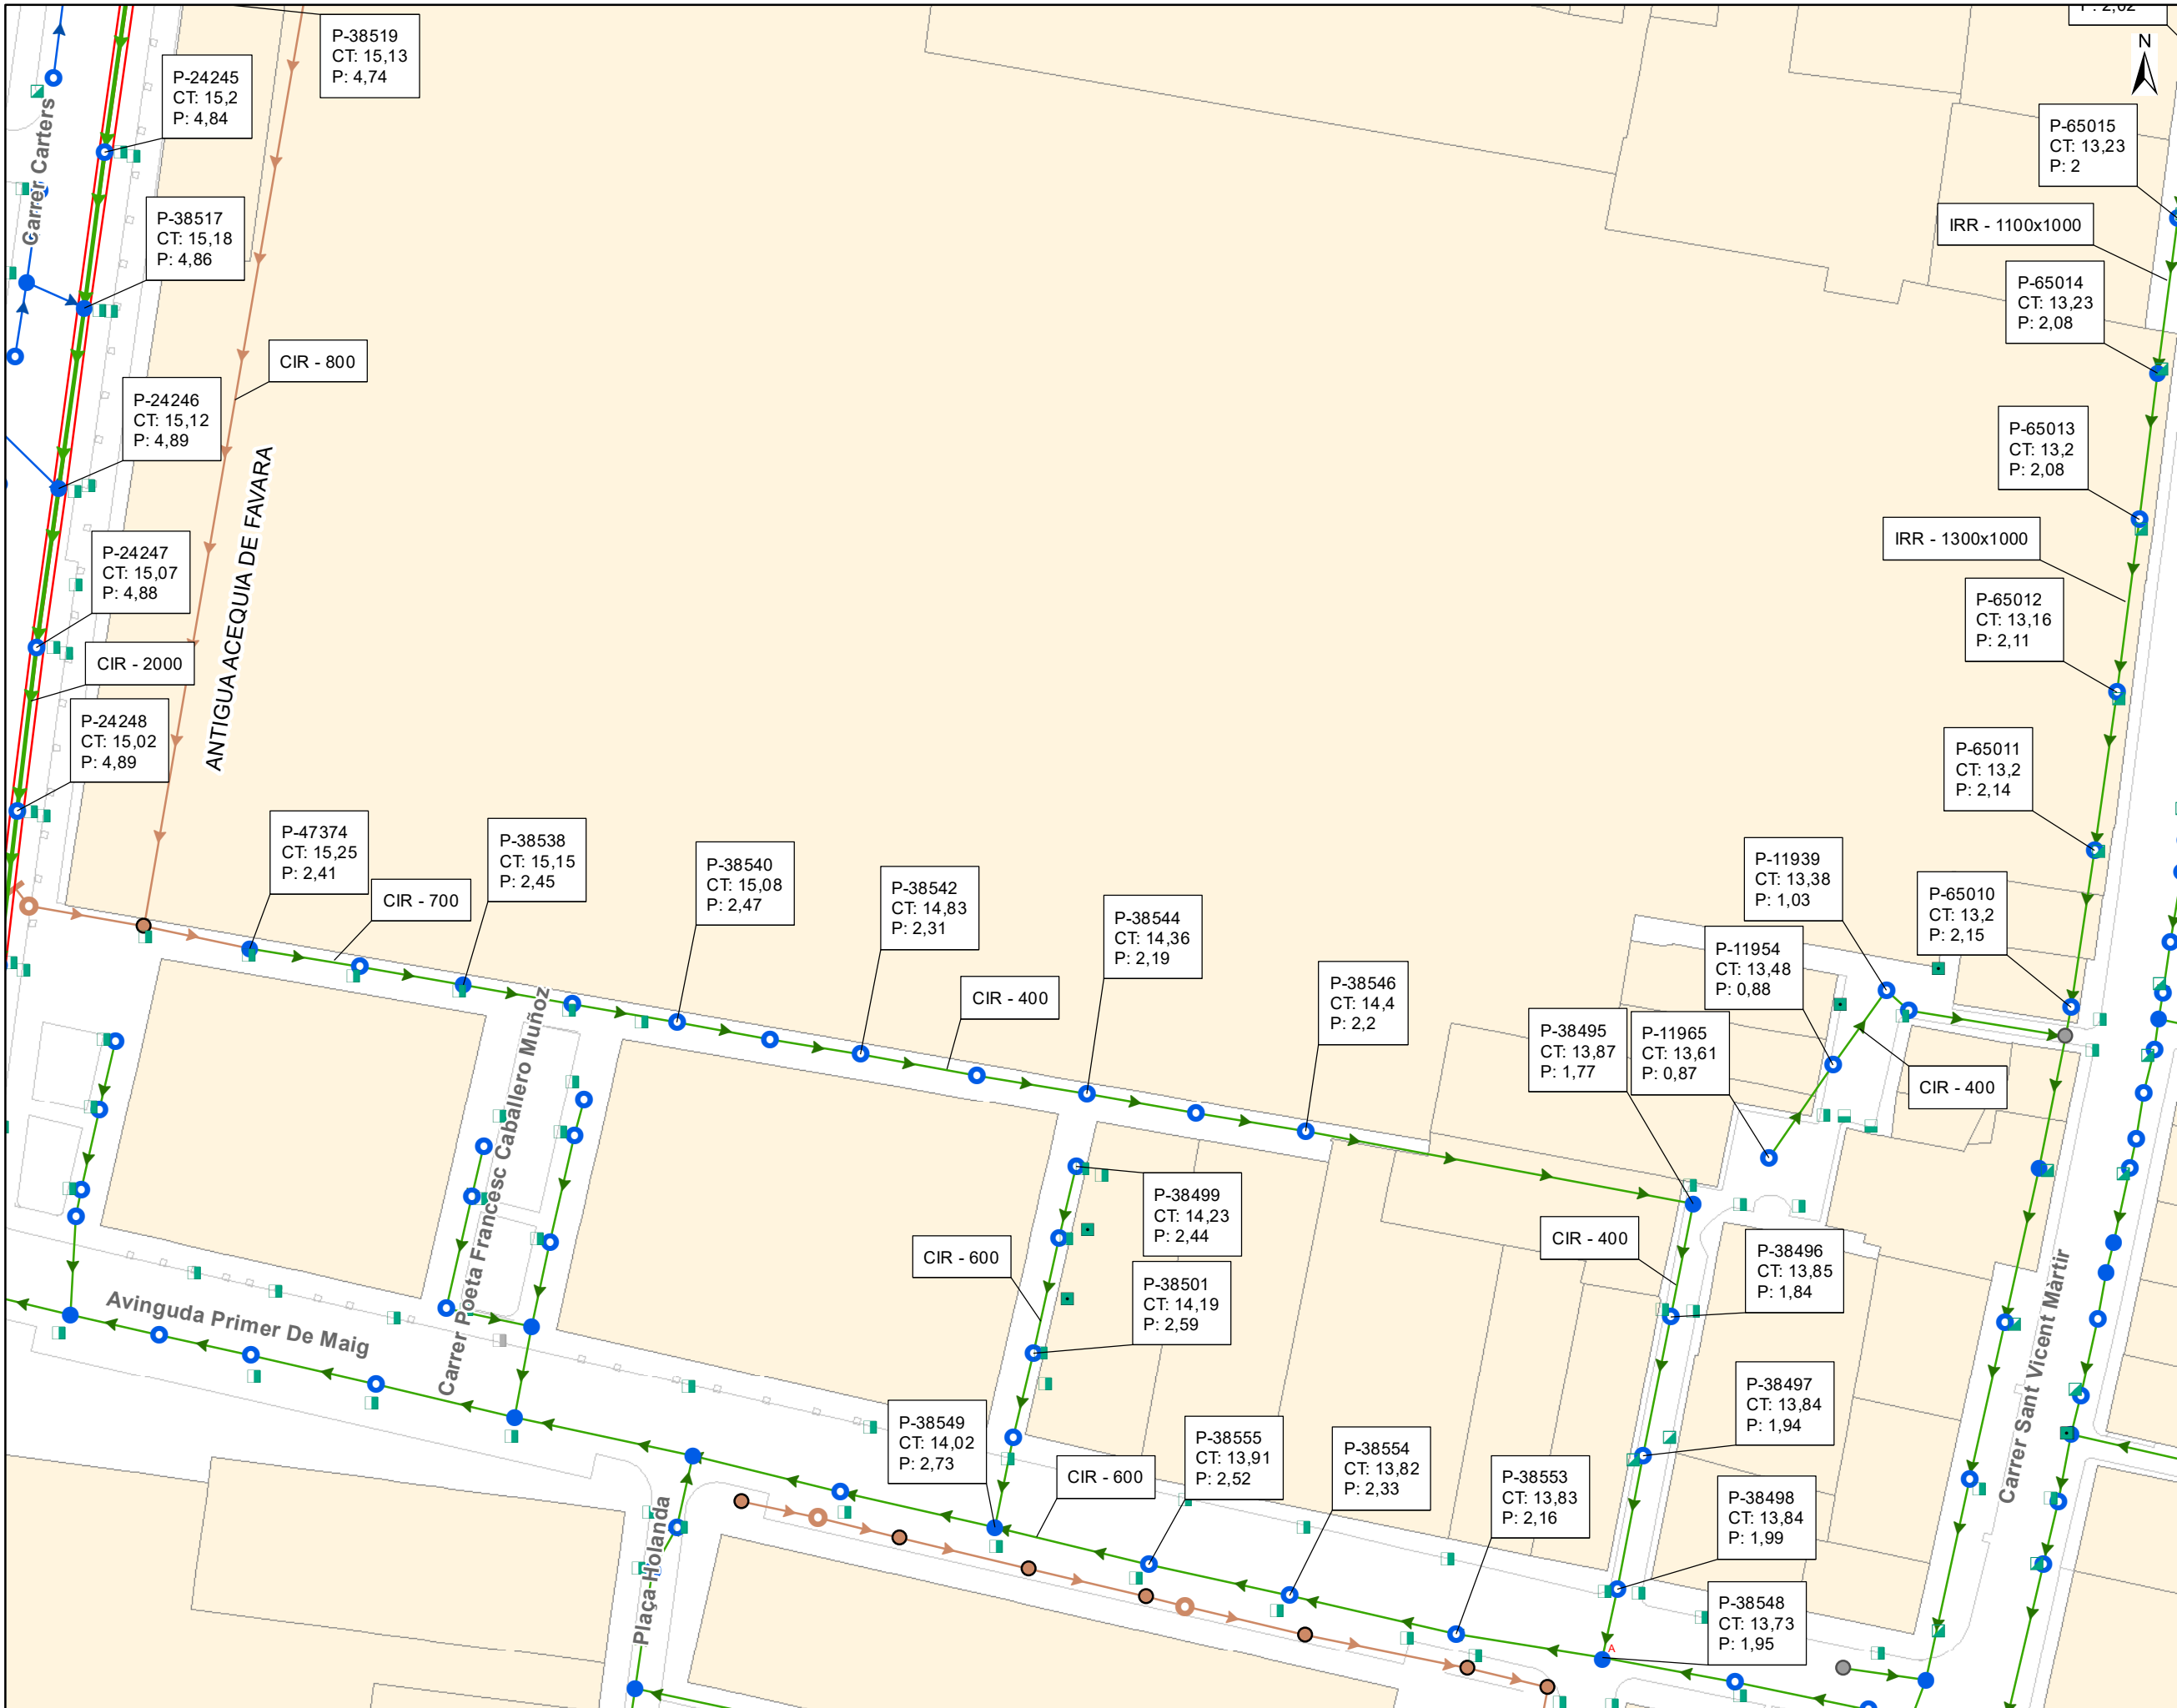 P: 2,02
N
P-38519
CT: 15,13
P: 4,74
P-24245
CT: 15,2
P: 4,84
Carrer Carters
P-65015
CT: 13,23
P: 2
P-38517
CT: 15,18
P: 4,86
IRR - 1100x1000
P-65014
CT: 13,23
P: 2,08
CIR - 800
P-24246
CT: 15,12
P: 4,89
P-65013
CT: 13,2
P: 2,08
ANTIGUA ACEQUIA DE FAVARA
IRR - 1300x1000
P-24247
CT: 15,07
P: 4,88
P-65012
CT: 13,16
P: 2,11
CIR - 2000
P-24248
CT: 15,02
P: 4,89
P-65011
CT: 13,2
P: 2,14
P-47374
CT: 15,25
P: 2,41
CIR - 700
P-38538
CT: 15,15
P: 2,45
P-38540
CT: 15,08
P: 2,47
P-38542
CT: 14,83
P: 2,31
CIR - 400
P-38544
CT: 14,36
P: 2,19
P-38546
CT: 14,4
P: 2,2
P-11939
CT: 13,38
P: 1,03
P-65010
CT: 13,2
P: 2,15
P-11954
CT: 13,48
P: 0,88
P-38495
CT: 13,87
P: 1,77
P-11965
CT: 13,61
P: 0,87
CIR - 400
Carrer Poeta Francesc Caballero Muñoz
P-38499
CT: 14,23
P: 2,44
CIR - 600
CIR - 400
P-38496
CT: 13,85
P: 1,84
P-38501
CT: 14,19
P: 2,59
Avinguda Primer De Maig
Carrer Sant Vicent Màrtir
P-38497
CT: 13,84
P: 1,94
P-38549
CT: 14,02
P: 2,73
CIR - 600
P-38555
CT: 13,91
P: 2,52
P-38554
CT: 13,82
P: 2,33
P-38553
CT: 13,83
P: 2,16
P-38498
CT: 13,84
P: 1,99
Plaça Holanda
P-38548
CT: 13,73
P: 1,95
A